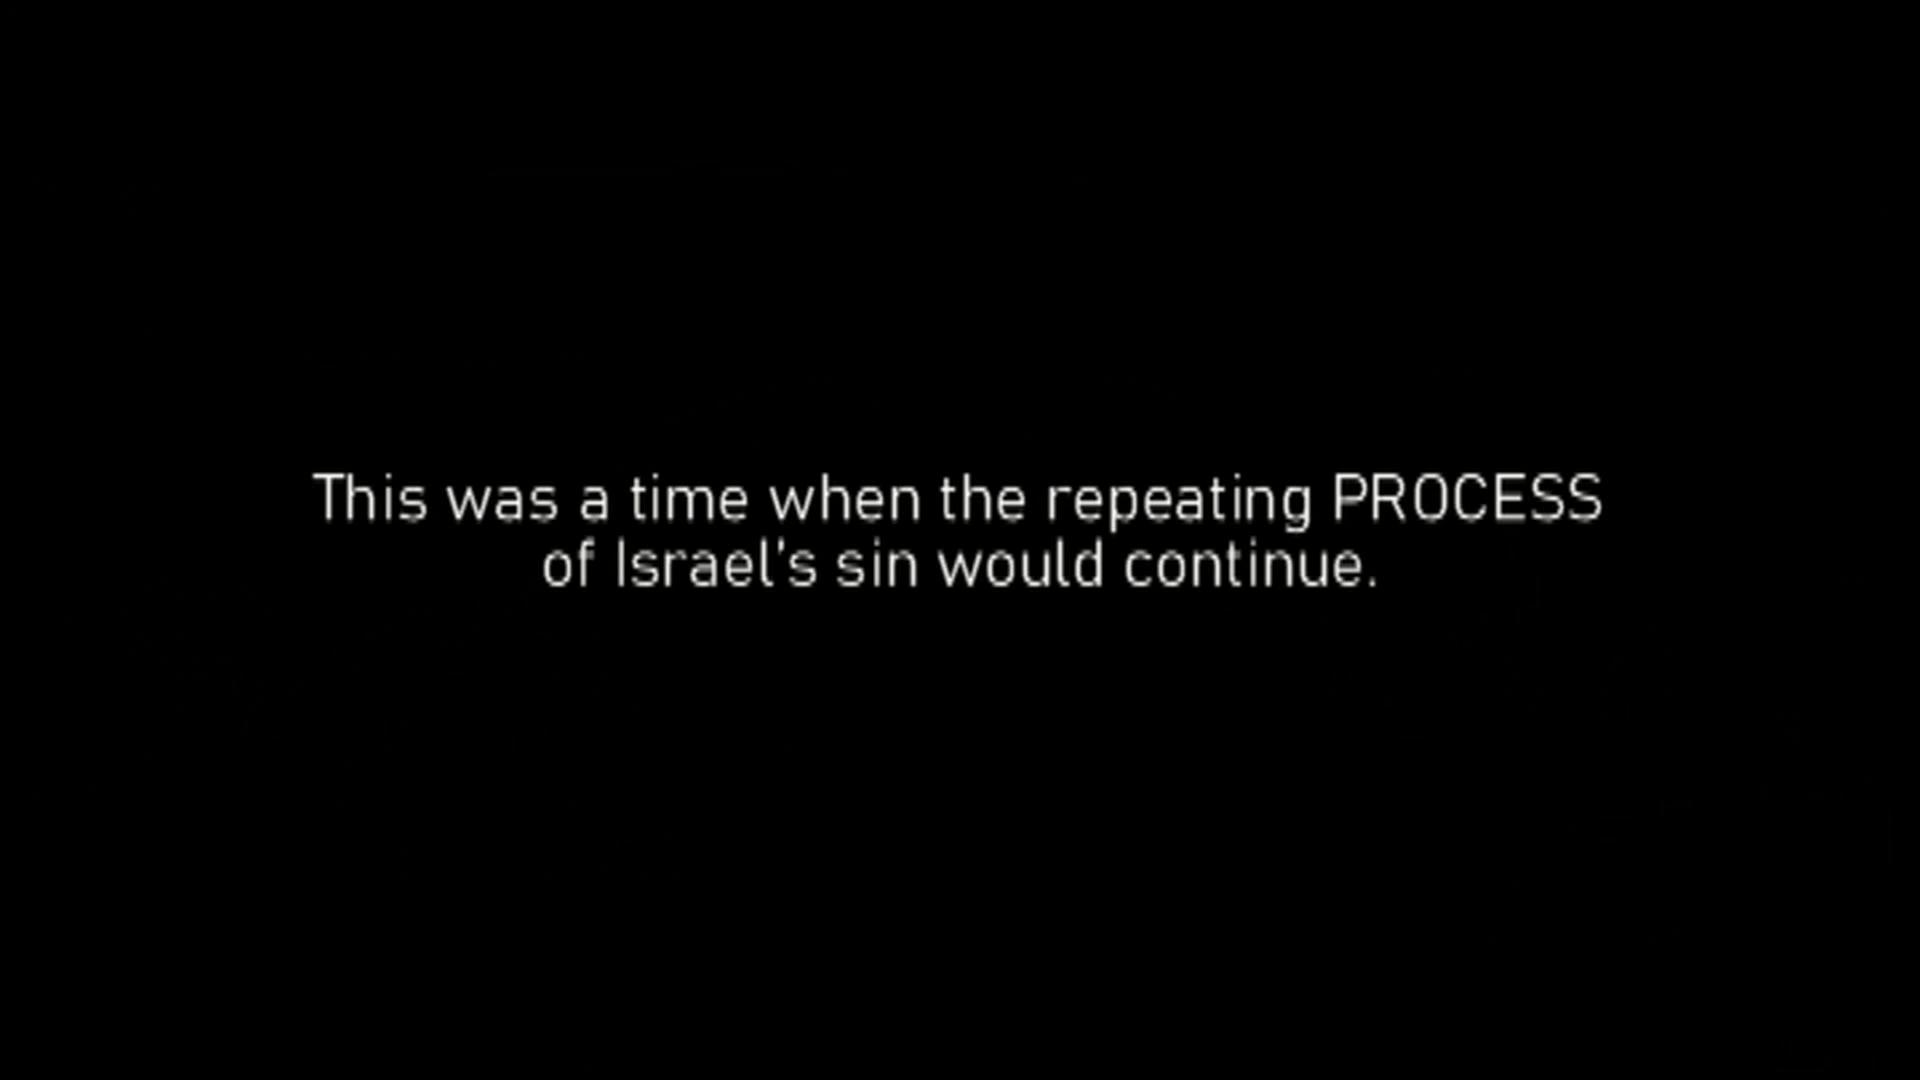 This was a time when the repeating PROCESS
of Israel's sin would continue.